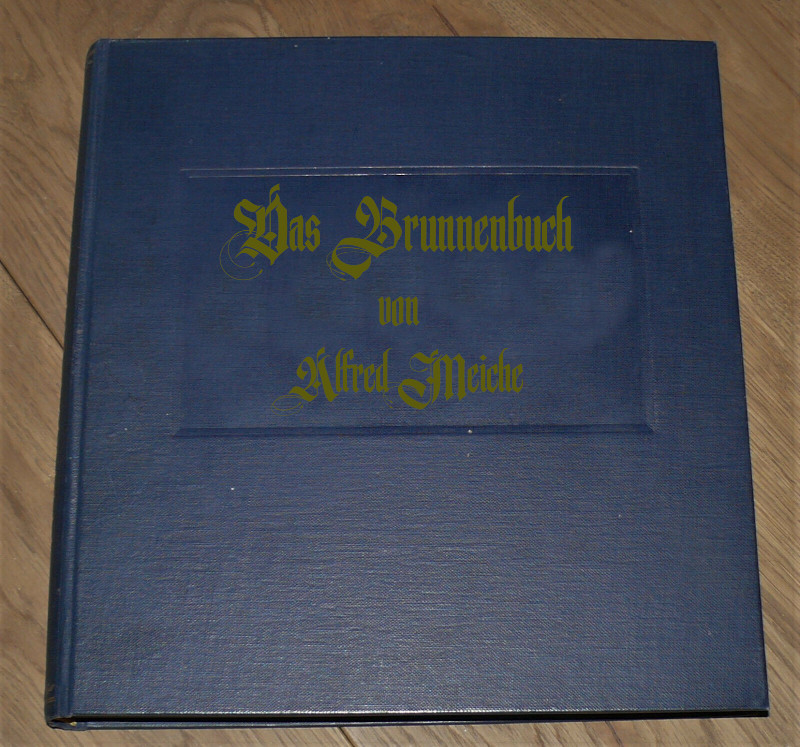 Das Brunnenbuch
von
Alfred Meiche